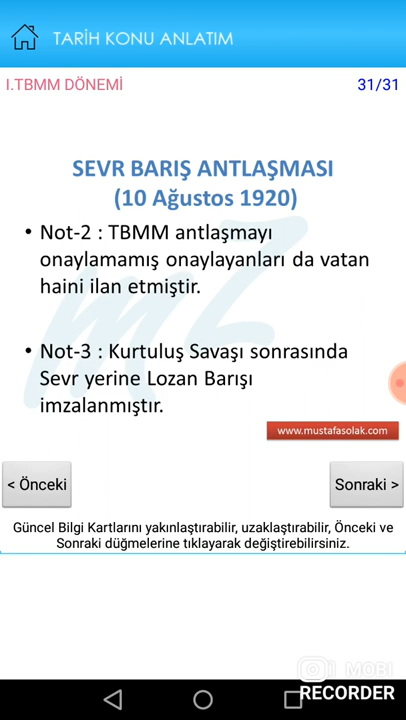 TARİH KONU ANLATIM
I.TBMM DÖNEMİ
31/31
SEVR BARIŞ ANTLAŞMASI
(10 Ağustos 1920)
• Not-2 : TBMM antlaşmayı
onaylamamış onaylayanları da vatan
haini ilan etmiştir.
• Not-3 : Kurtuluş Savaşı sonrasında
Sevr yerine Lozan Barışı
imzalanmıştır.
www.mustafasolak.com
< Önceki
Sonraki >
Güncel Bilgi Kartlarını yakınlaştırabilir, uzaklaştırabilir, Önceki ve
Sonraki düğmelerine tıklayarak değiştirebilirsiniz.
MOBI
RECORDER